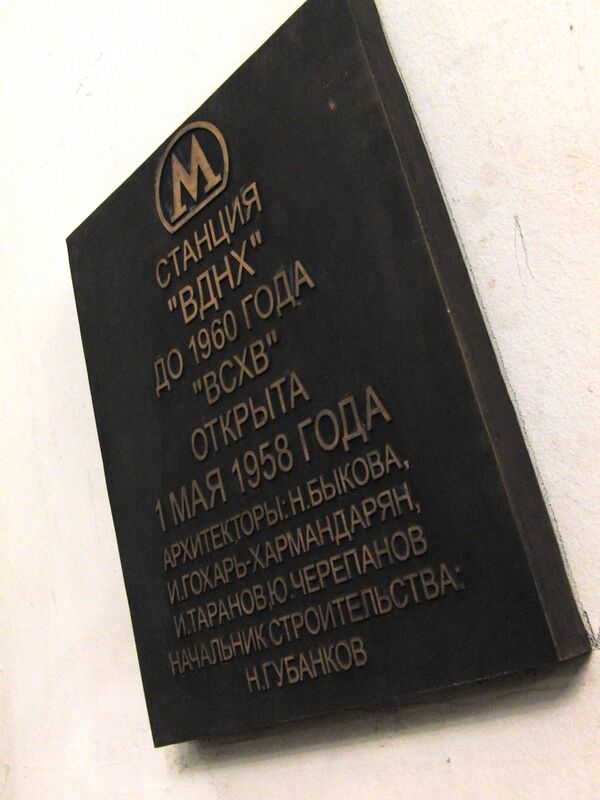 М
СТАНЦИЯ
"ВДНХ"
ДО 1960 ГОДА
"ВСХВ"
ОТКРЫТА
1 МАЯ 1958 ГОДА
АРХИТЕКТОРЫ: Н.БЫКОВА,
И.ГОХАРЬ-ХАРМАНДАРЯН,
И.ТАРАНОВ,Ю.ЧЕРЕПАНОВ
НАЧАЛЬНИК СТРОИТЕЛЬСТВА:
Н.ГУБАНКОВ